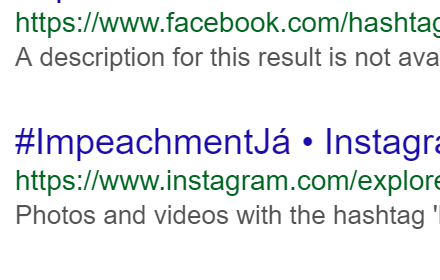 https://www.facebook.com/hashtag
A description for this result is not ava
#ImpeachmentJá • Instagra
https://www.instagram.com/explore
Photos and videos with the hashtag '